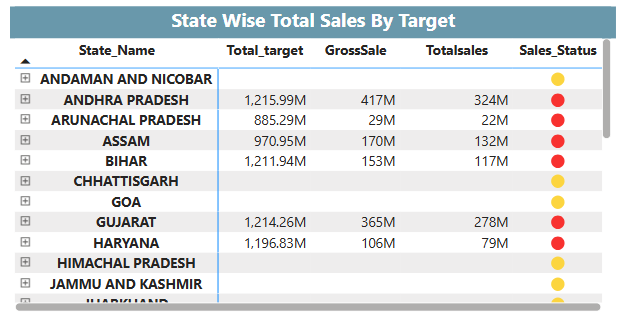 State Wise Total Sales By Target
State_Name Total_target GrossSale Totalsales Sales_Status
ANDAMAN AND NICOBAR
ANDHRA PRADESH 1,215.99M 417M 324M
ARUNACHAL PRADESH 885.29M 29M 22M
ASSAM 970.95M 170M 132M
BIHAR 1,211.94M 153M 117M
CHHATTISGARH
GOA
GUJARAT 1,214.26M 365M 278M
HARYANA 1,196.83M 106M 79M
HIMACHAL PRADESH
JAMMU AND KASHMIR
JHARKHAND